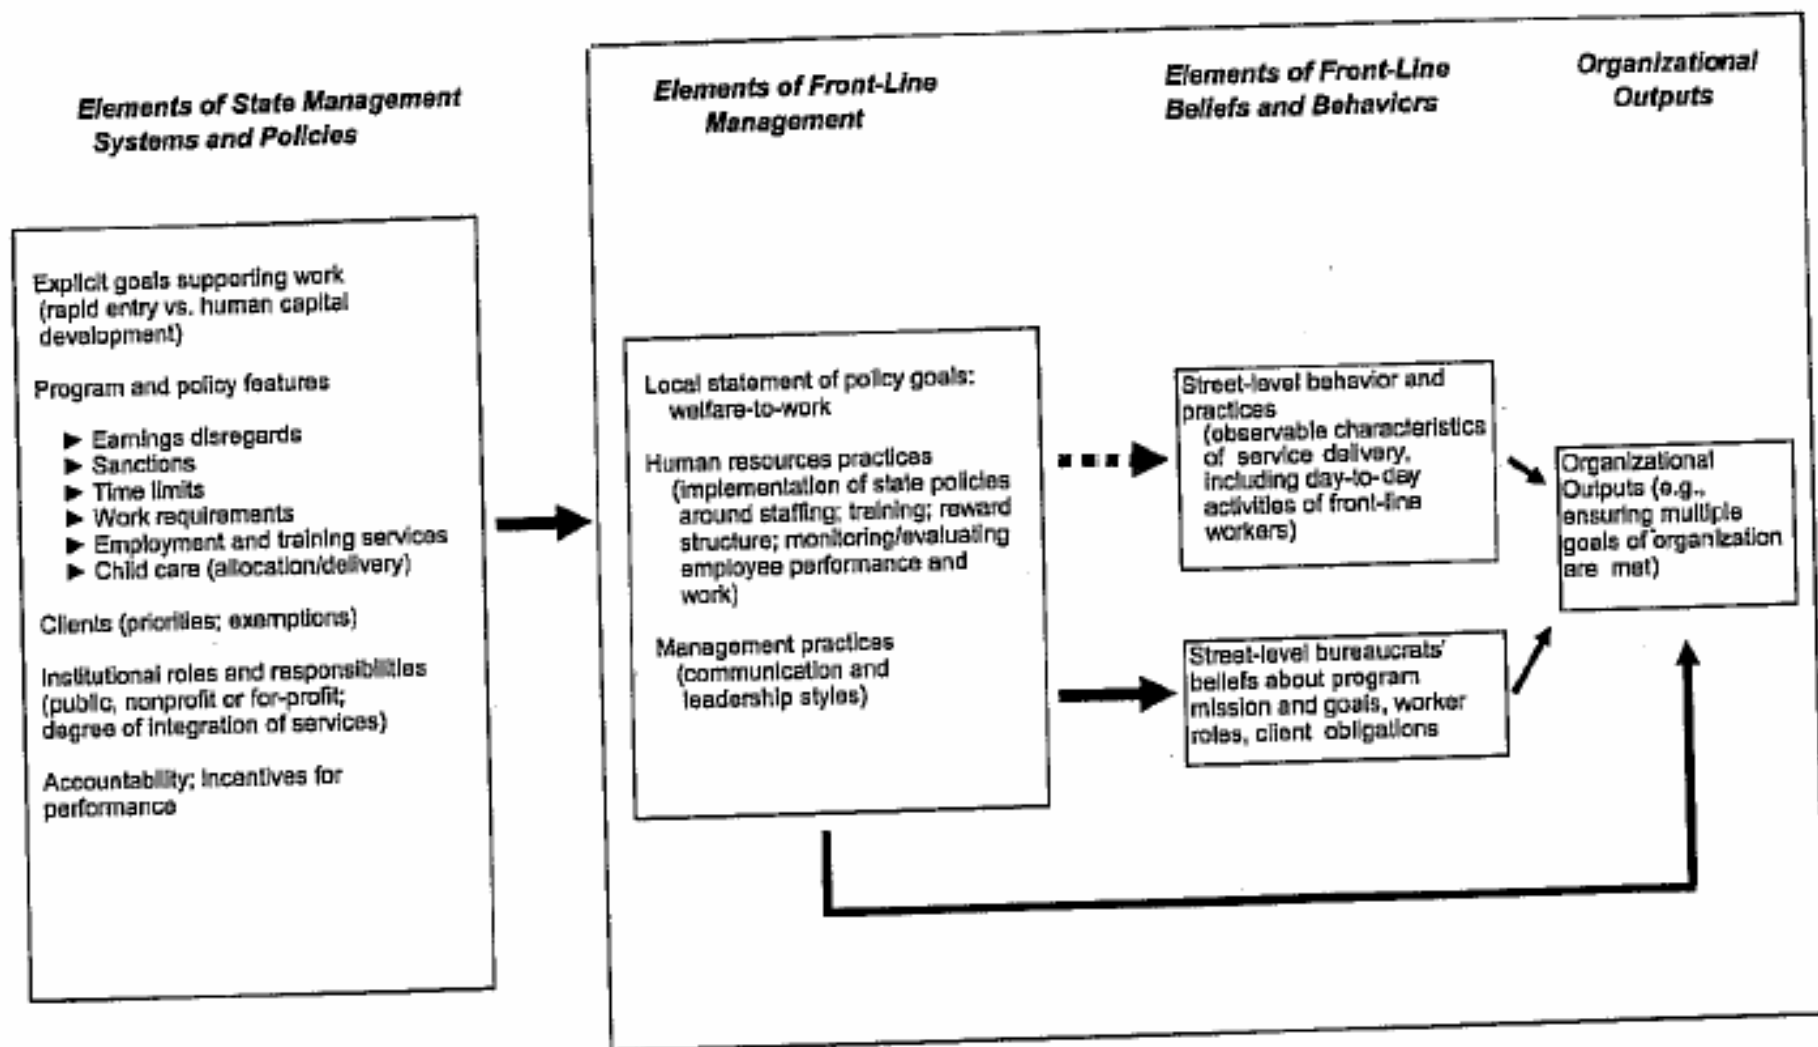 Elements of State Management
Systems and Policies
Explicit goals supporting work
(rapid entry vs. human capital
development)
Program and policy features
► Earnings disregards
► Sanctions
► Time limits
► Work requirements
► Employment and training services
► Child care (allocation/delivery)
Clients (priorities; exemptions)
Institutional roles and responsibilities
(public, nonprofit or for-profit;
degree of integration of services)
Accountability; incentives for
performance
Elements of Front-Line
Management
Local statement of policy goals:
welfare-to-work
Human resources practices
(implementation of state policies
around staffing; training; reward
structure; monitoring/evaluating
employee performance and
work)
Management practices
(communication and
leadership styles)
Elements of Front-Line
Beliefs and Behaviors
Street-level behavior and
practices
(observable characteristics
of service delivery,
including day-to-day
activities of front-line
workers)
Street-level bureaucrats'
beliefs about program
mission and goals, worker
roles, client obligations
Organizational
Outputs
Organizational
Outputs (e.g.,
ensuring multiple
goals of organization
are met)